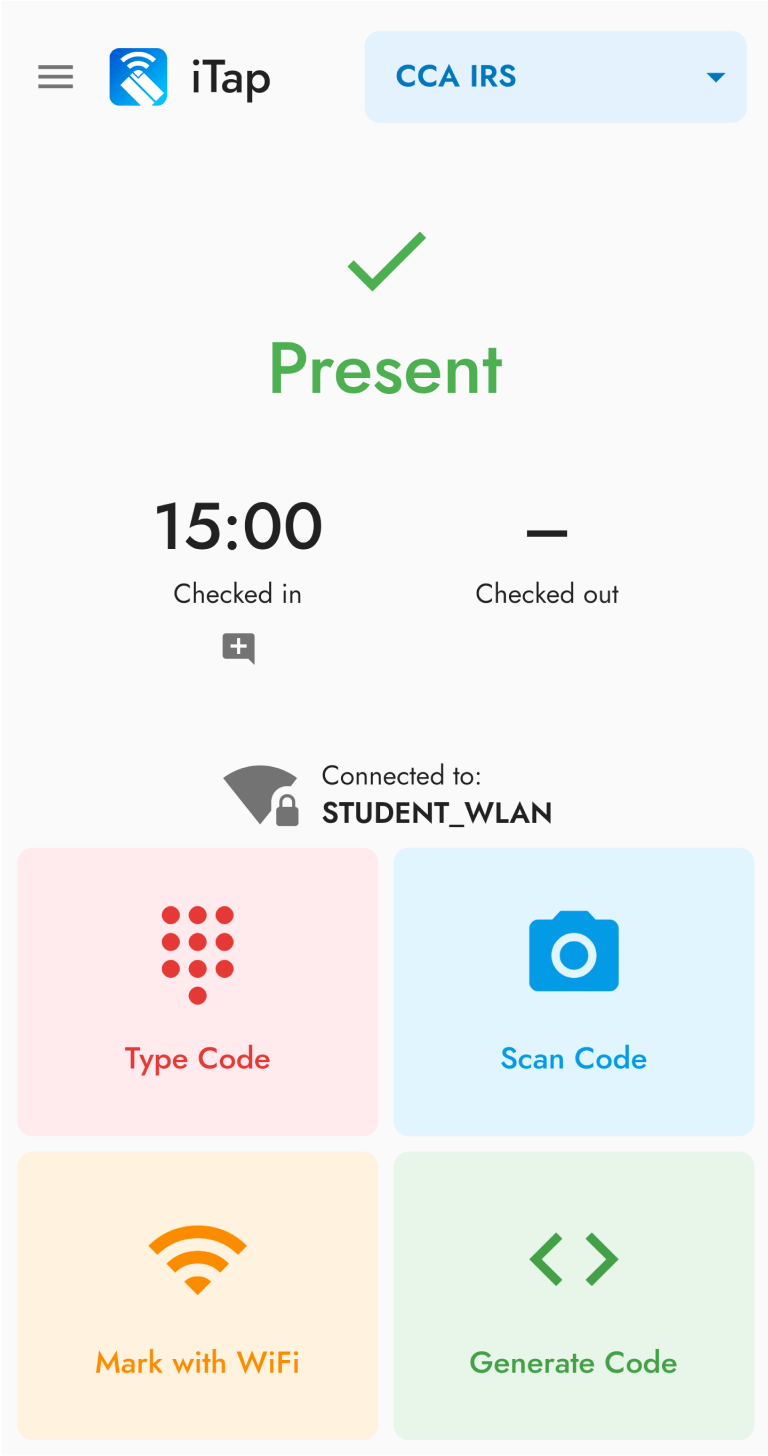 iTap
CCA IRS
Present
15:00
–
Checked in
Checked out
Connected to:
STUDENT_WLAN
Type Code
Scan Code
Mark with WiFi
Generate Code